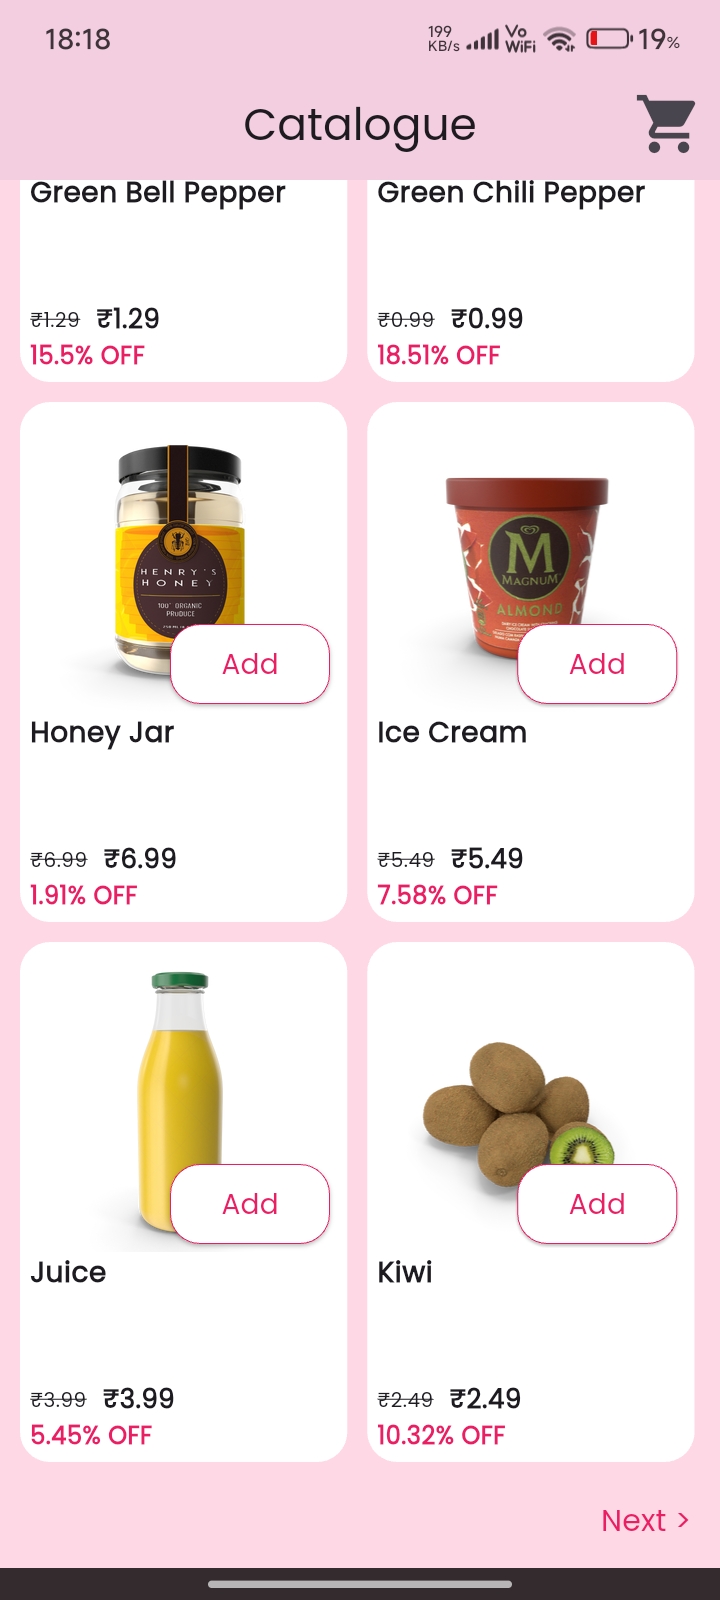 18:18
199
KB/s
Vo
WiFi
19%
Catalogue
Green Bell Pepper
Green Chili Pepper
₹1.29 ₹1.29
15.5% OFF
₹0.99 ₹0.99
18.51% OFF
HENRY'S
HONEY
100% ORGANIC
PRODUCE
Add
M
MAGNUM
ALMOND
Add
Honey Jar
Ice Cream
₹6.99 ₹6.99
1.91% OFF
₹5.49 ₹5.49
7.58% OFF
Add
Add
Juice
Kiwi
₹3.99 ₹3.99
5.45% OFF
₹2.49 ₹2.49
10.32% OFF
Next >